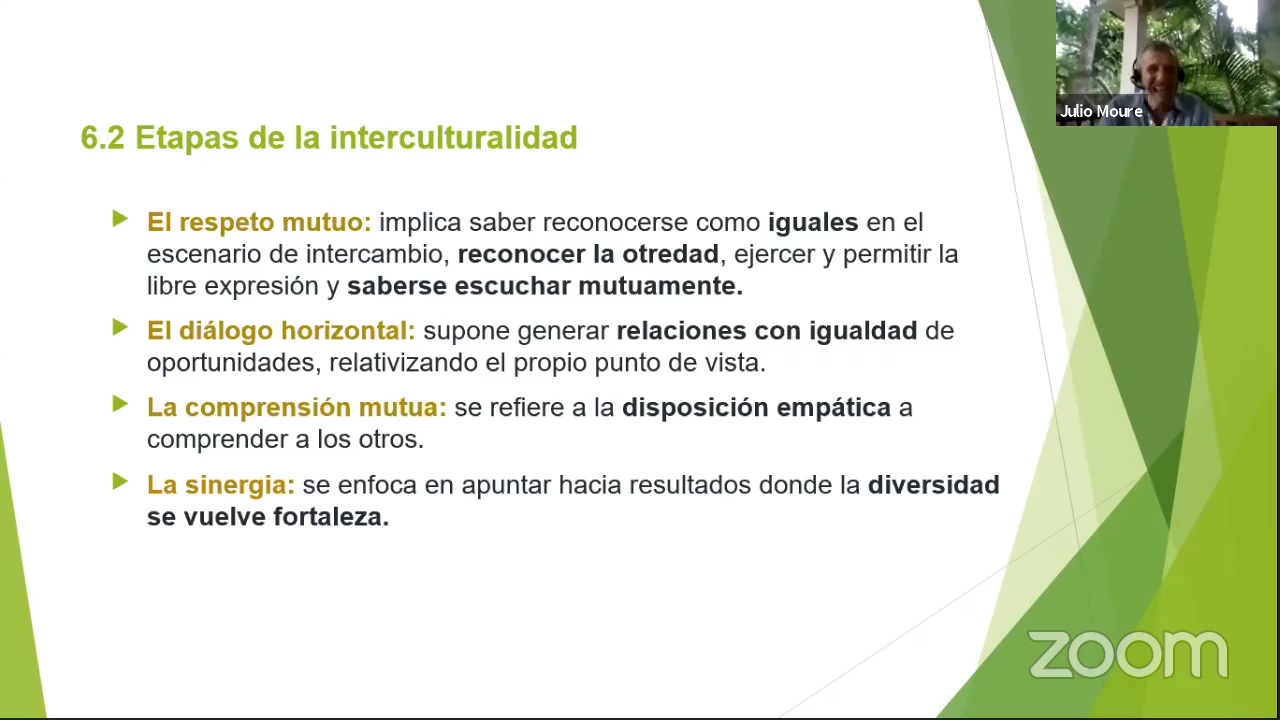 Julio Moure
6.2 Etapas de la interculturalidad
El respeto mutuo: implica saber reconocerse como iguales en el
escenario de intercambio, reconocer la otredad, ejercer y permitir la
libre expresión y saberse escuchar mutuamente.
El diálogo horizontal: supone generar relaciones con igualdad de
oportunidades, relativizando el propio punto de vista.
La comprensión mutua: se refiere a la disposición empática a
comprender a los otros.
La sinergia: se enfoca en apuntar hacia resultados donde la diversidad
se vuelve fortaleza.
zoom